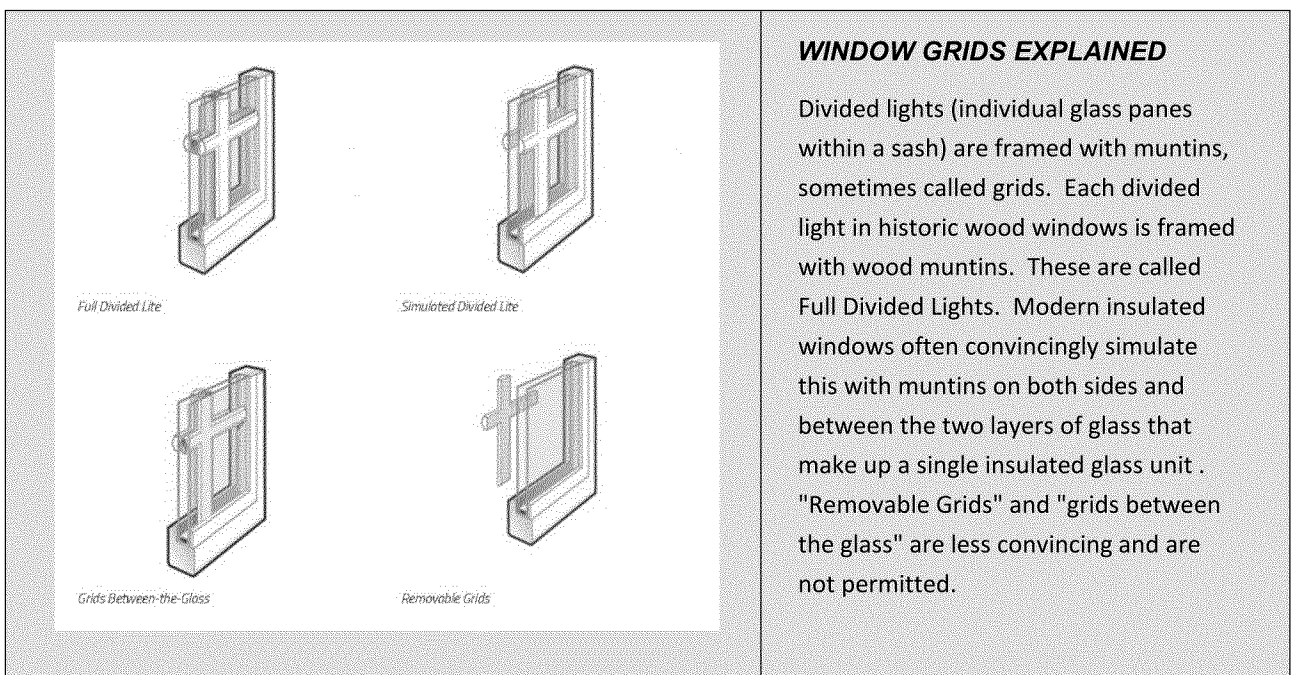 Full Divided Lite
Simulated Divided Lite
Grids Between-the-Glass
Removable Grids
WINDOW GRIDS EXPLAINED
Divided lights (individual glass panes
within a sash) are framed with muntins,
sometimes called grids.  Each divided
light in historic wood windows is framed
with wood muntins.  These are called
Full Divided Lights.  Modern insulated
windows often convincingly simulate
this with muntins on both sides and
between the two layers of glass that
make up a single insulated glass unit .
"Removable Grids" and "grids between
the glass" are less convincing and are
not permitted.